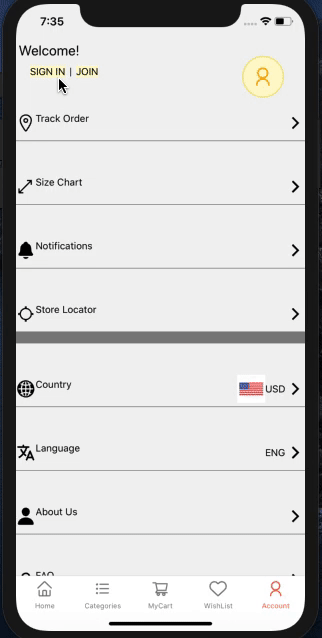 7:35
Welcome!
SIGN IN | JOIN
Track Order
Size Chart
Notifications
Store Locator
Country USD
Language ENG
About Us
FAQ
Home Categories MyCart WishList Account